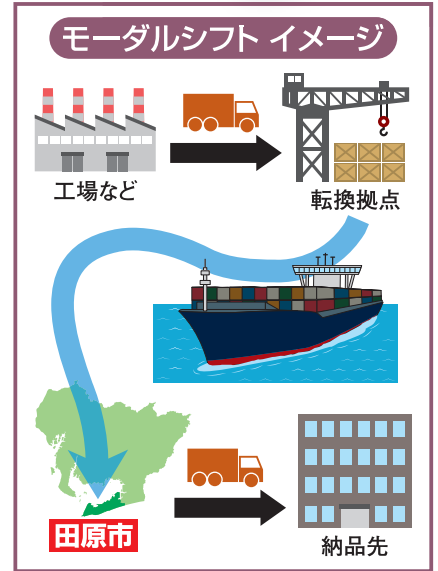 モーダルシフト イメージ
工場など
転換拠点
田原市
納品先